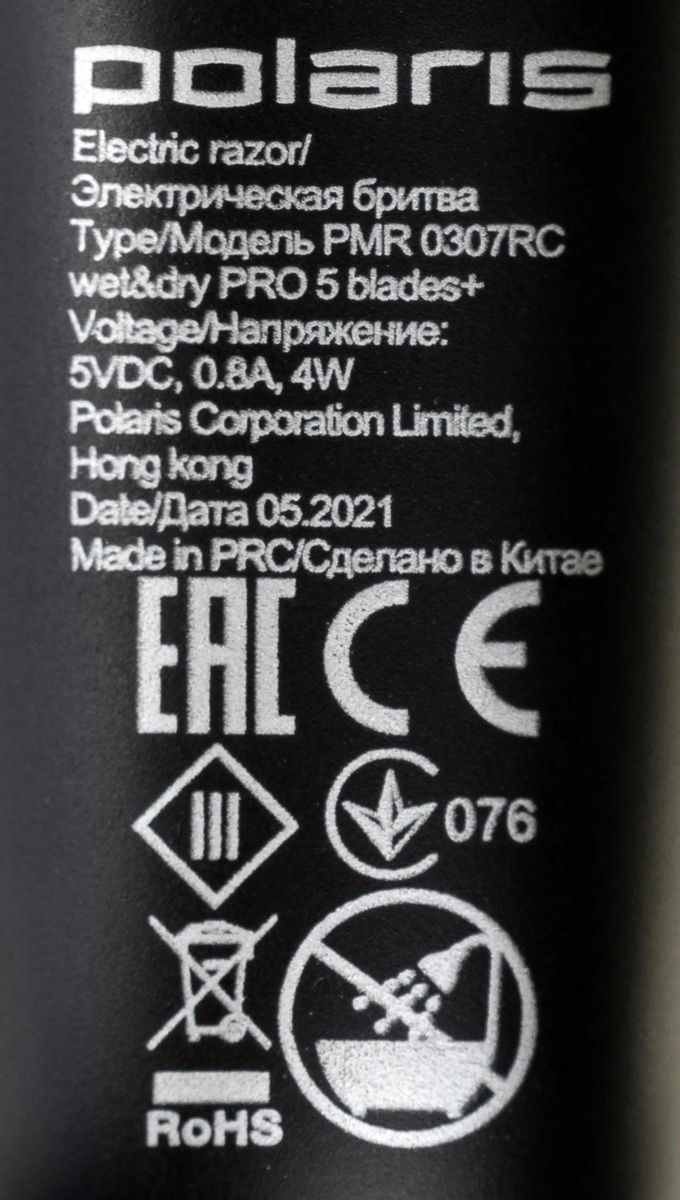 polaris
Electric razor/
Электрическая бритва
Type/Модель PMR 0307RC
wet&dry PRO 5 blades+
Voltage/Напряжение:
5VDC, 0.8A, 4W
Polaris Corporation Limited,
Hong kong
Date/Дата 05.2021
Made in PRC/Сделано в Китае
EAC CE
III 076
RoHS